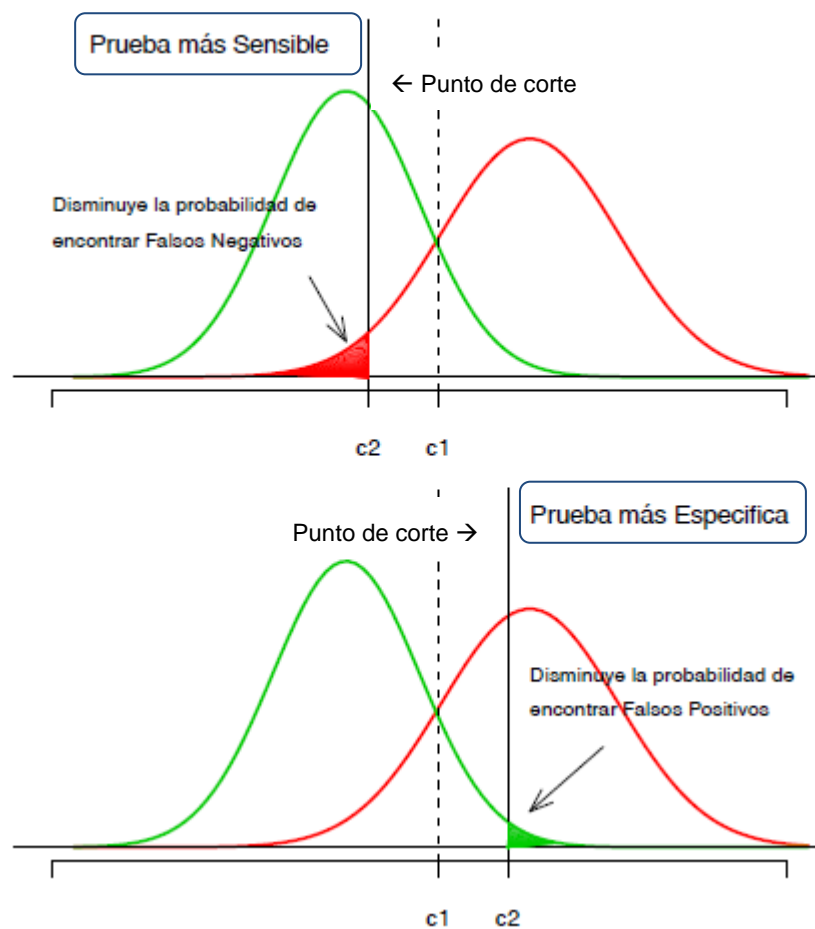 Prueba más Sensible
← Punto de corte
Disminuye la probabilidad de
encontrar Falsos Negativos
c2 c1
Prueba más Especifica
Punto de corte →
Disminuye la probabilidad de
encontrar Falsos Positivos
c1 c2